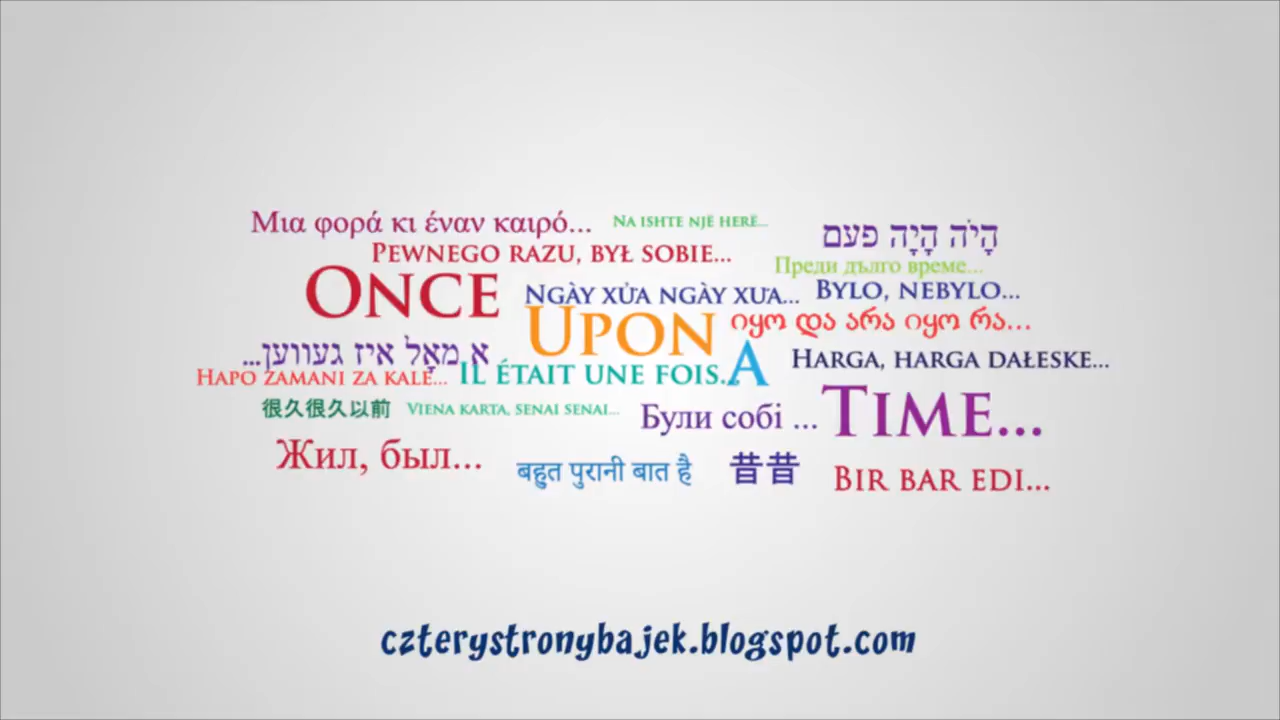 Μια φορά κι έναν καιρό...
Na ishte një herë...
הָיֹה הָיָה פעם
Pewnego razu, był sobie...
Преди дълго време...
Once
Ngày xửa ngày xưa...
Bylo, nebylo...
Upon
იყო და არა იყო რა...
א מאָל איז געווען...
Harga, harga dałeske...
Hapo zamani za kale...
Il était une fois..
A
很久很久以前
Viena karta, senai senai...
Були собі ...
Time...
Жил, был...
बहुत पुरानी बात है
昔昔
Bir bar edi...
czterystronybajek.blogspot.com